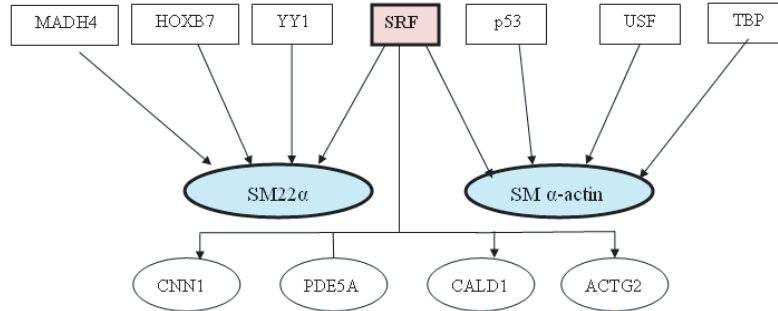 MADH4
HOXB7
YY1
SRF
p53
USF
TBP
SM22α
SM α-actin
CNN1
PDE5A
CALD1
ACTG2